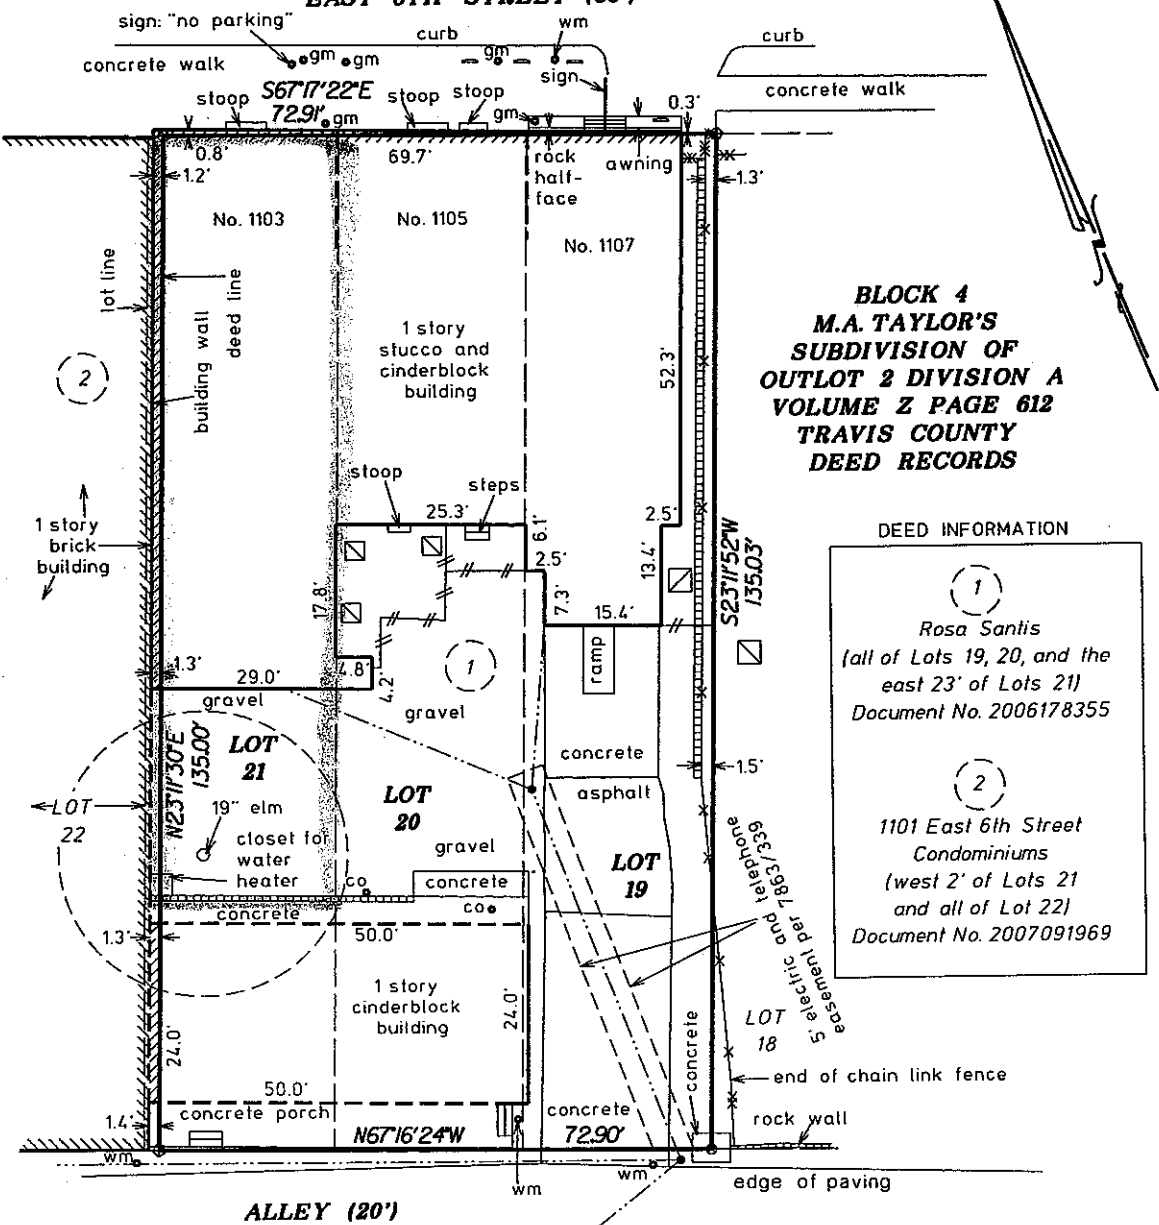 EAST 6TH STREET
sign: "no parking"
wm
curb
curb
gm
gm
gm
concrete walk
sign
concrete walk
S67°17'22"E
72.91'
stoop
stoop
stoop
gm
gm
0.3'
0.8'
69.7'
rock
half-
face
awning
1.2'
1.3'
No. 1103
No. 1105
No. 1107
lot line
building wall
deed line
BLOCK 4
M.A. TAYLOR'S
SUBDIVISION OF
OUTLOT 2 DIVISION A
VOLUME Z PAGE 612
TRAVIS COUNTY
DEED RECORDS
1 story
stucco and
cinderblock
building
52.3'
2
stoop
steps
25.3'
6.1'
2.5'
1 story
brick
building
2.5'
13.4'
S23°11'52"W
135.03'
DEED INFORMATION
1
Rosa Santis
(all of Lots 19, 20, and the
east 23' of Lots 21)
Document No. 2006178355
2
1101 East 6th Street
Condominiums
(west 2' of Lots 21
and all of Lot 22)
Document No. 2007091969
17.8'
7.3'
15.4'
ramp
1.3'
29.0'
4.8'
4.2'
1
gravel
gravel
N23°11'30"E
135.00'
LOT
21
concrete
1.5'
asphalt
LOT
22
19" elm
LOT
20
closet for
water
heater
gravel
LOT
19
5' electric and telephone
easement per 7863/339
co
concrete
concrete
co
1.3'
50.0'
1 story
cinderblock
building
24.0'
24.0'
LOT
18
concrete
end of chain link fence
50.0'
concrete porch
concrete
1.4'
N67°16'24"W
72.90'
rock wall
wm
wm
wm
edge of paving
ALLEY (20')